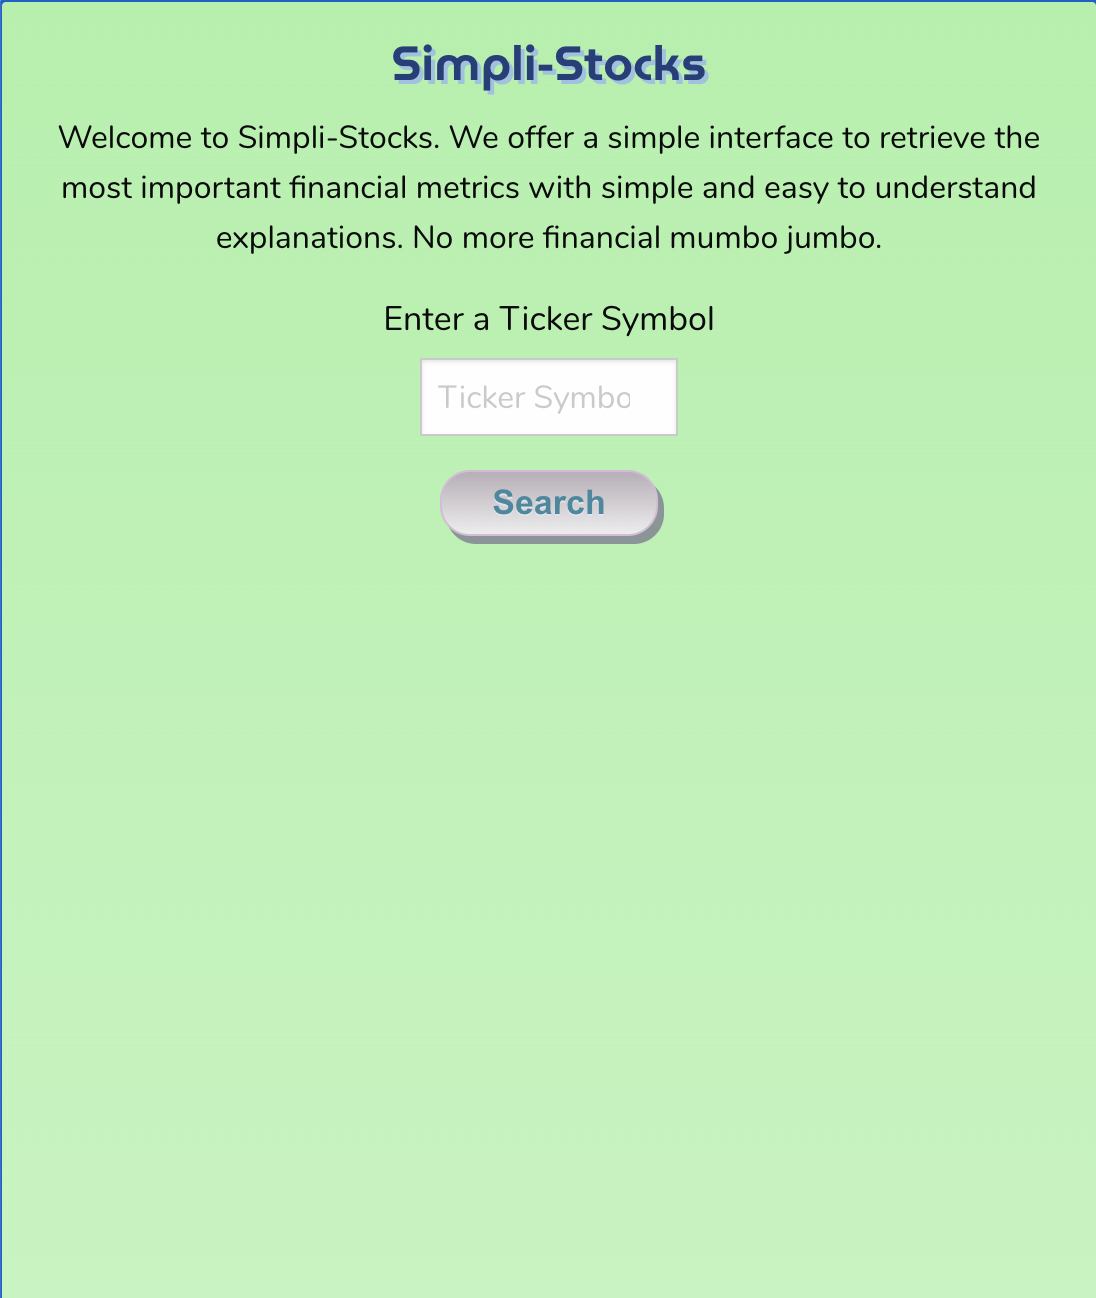 Simpli-Stocks
Welcome to Simpli-Stocks. We offer a simple interface to retrieve the
most important financial metrics with simple and easy to understand
explanations. No more financial mumbo jumbo.
Enter a Ticker Symbol
Ticker Symbo
Search